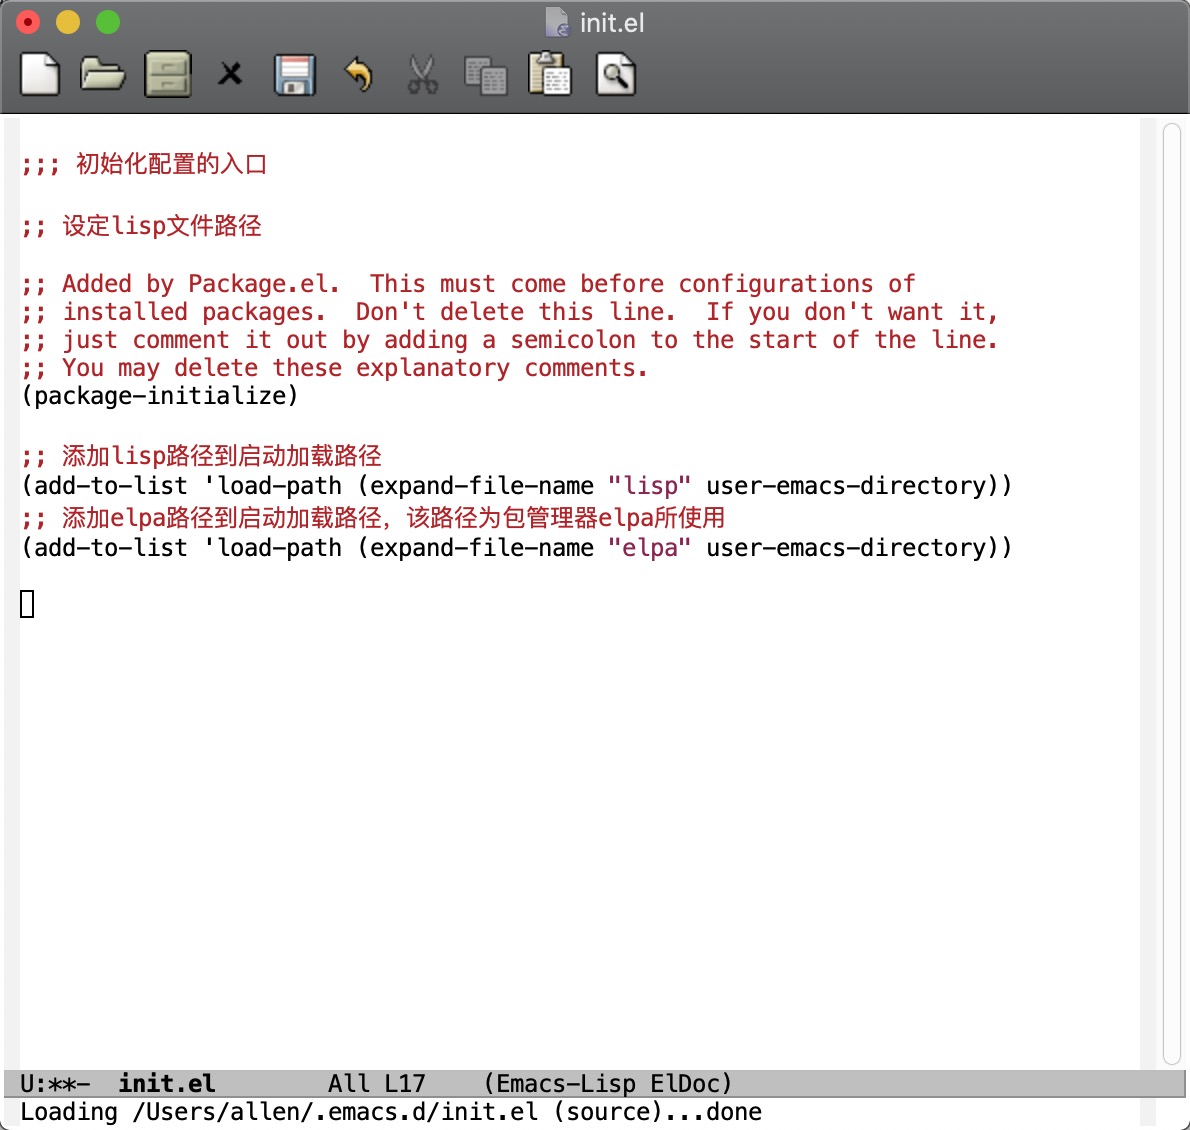 init.el
;;; 初始化配置的入口
;; 设定lisp文件路径
;; Added by Package.el.  This must come before configurations of
;; installed packages.  Don't delete this line.  If you don't want it,
;; just comment it out by adding a semicolon to the start of the line.
;; You may delete these explanatory comments.
(package-initialize)
;; 添加lisp路径到启动加载路径
(add-to-list 'load-path (expand-file-name "lisp" user-emacs-directory))
;; 添加elpa路径到启动加载路径，该路径为包管理器elpa所使用
(add-to-list 'load-path (expand-file-name "elpa" user-emacs-directory))
U:**-  init.el        All L17    (Emacs-Lisp ElDoc)
Loading /Users/allen/.emacs.d/init.el (source)...done